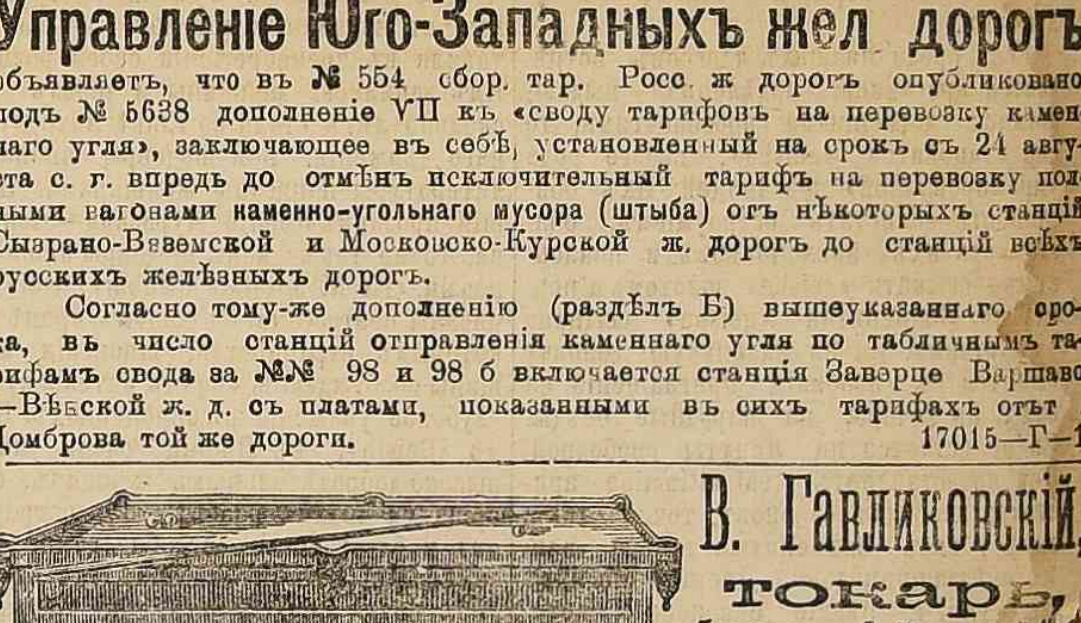 Управленіе Юго-Западныхъ жел дорогъ
объявляетъ, что въ № 554 сбор. тар. Росс. ж дорогъ опубликовано
подъ № 5638 дополненіе VII къ «своду тарифовъ на перевозку камен
наго угля», заключающее въ себѣ, установленный на срокъ съ 24 авгу-
ста с. г. впредь до отмѣнъ исключительный тарифъ на перевозку пол
ными вагонами каменно-угольнаго мусора (штыба) отъ нѣкоторыхъ станцій
Сызрано-Вяземской и Московско-Курской ж. дорогъ до станцій всѣхъ
русскихъ желѣзныхъ дорогъ.
Согласно тому-же дополненію (раздѣлъ Б) вышеуказаннаго сро-
ка, въ число станцій отправленія каменнаго угля по табличнымъ та-
рифамъ свода за №№ 98 и 98 б включается станція Заверце Варшавс
—Вѣнской ж. д. съ платами, показанными въ сихъ тарифахъ отът
Домброва той же дороги. 17015—Г—1
В. Гавликовскій,
токарь,